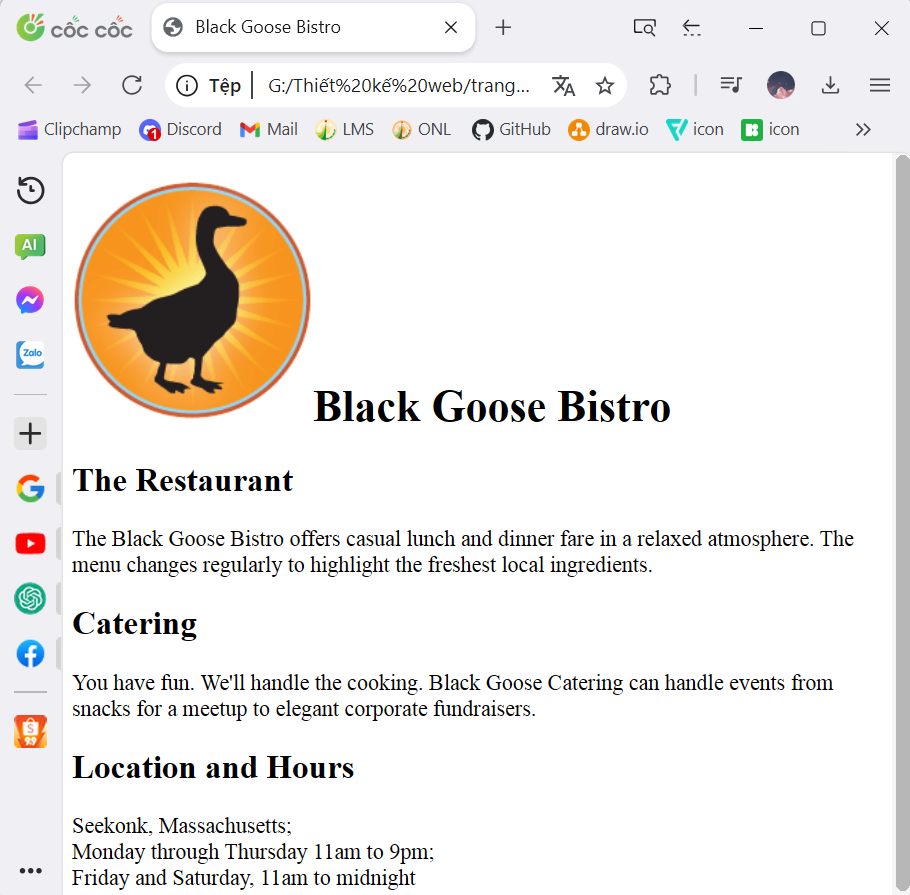 cốc cốc
Black Goose Bistro
Tệp
G:/Thiết%20kế%20web/trang...
Clipchamp
Discord
Mail
LMS
ONL
GitHub
draw.io
icon
icon
AI
Zalo
Black Goose Bistro
The Restaurant
The Black Goose Bistro offers casual lunch and dinner fare in a relaxed atmosphere. The
menu changes regularly to highlight the freshest local ingredients.
Catering
You have fun. We'll handle the cooking. Black Goose Catering can handle events from
snacks for a meetup to elegant corporate fundraisers.
Location and Hours
Seekonk, Massachusetts;
Monday through Thursday 11am to 9pm;
Friday and Saturday, 11am to midnight